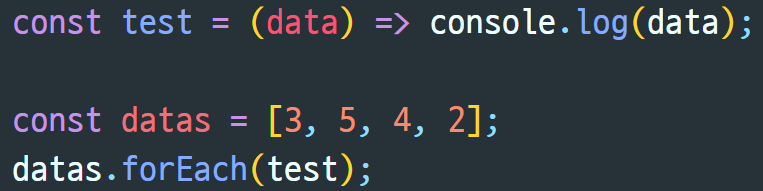 const test = (data) => console.log(data);
const datas = [3, 5, 4, 2];
datas.forEach(test);